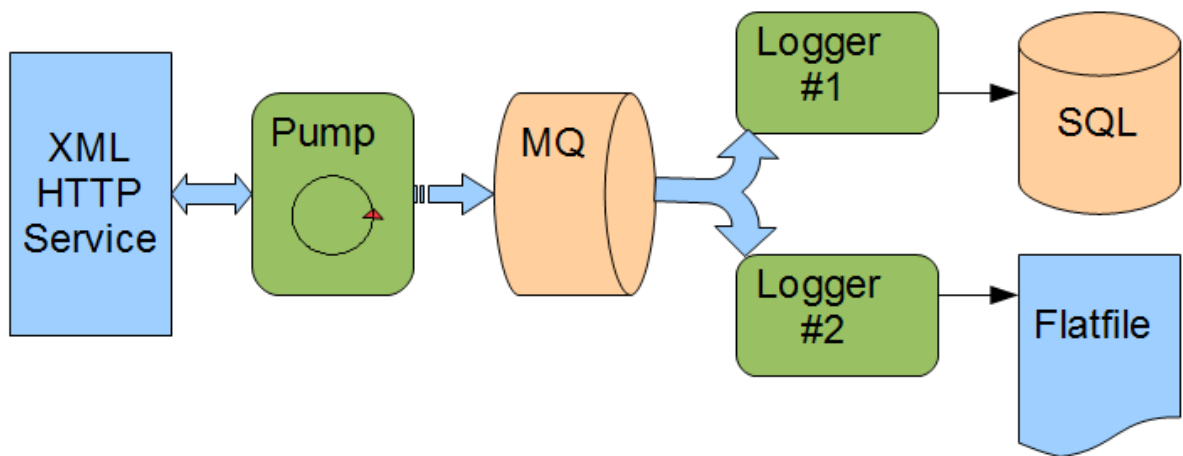 XML
HTTP
Service
Pump
MQ
Logger
#1
SQL
Logger
#2
Flatfile